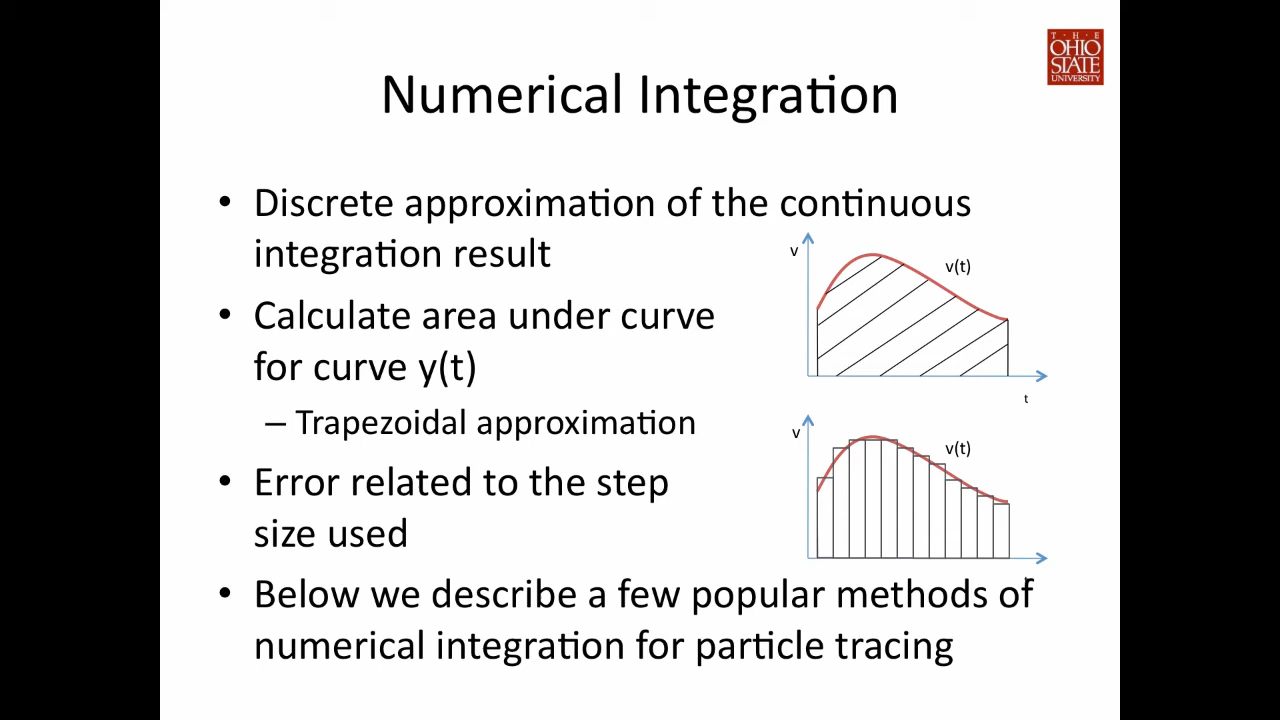 T · H · E
OHIO
STATE
UNIVERSITY
Numerical Integration
• Discrete approximation of the continuous
integration result
• Calculate area under curve
for curve y(t)
– Trapezoidal approximation
• Error related to the step
size used
• Below we describe a few popular methods of
numerical integration for particle tracing
v
v(t)
t
v
v(t)